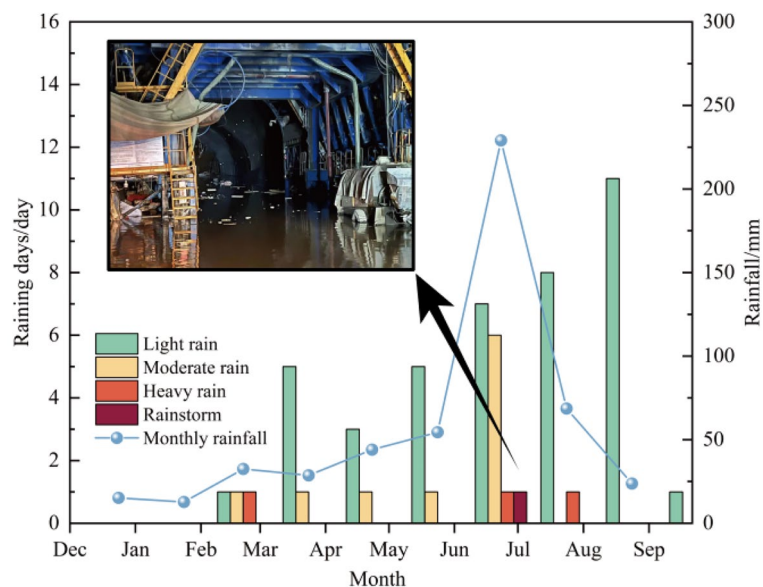 16
14
12
10
8
6
4
2
0
Raining days/day
300
250
200
150
100
50
0
Rainfall/mm
Light rain
Moderate rain
Heavy rain
Rainstorm
Monthly rainfall
Dec Jan Feb Mar Apr May Jun Jul Aug Sep
Month